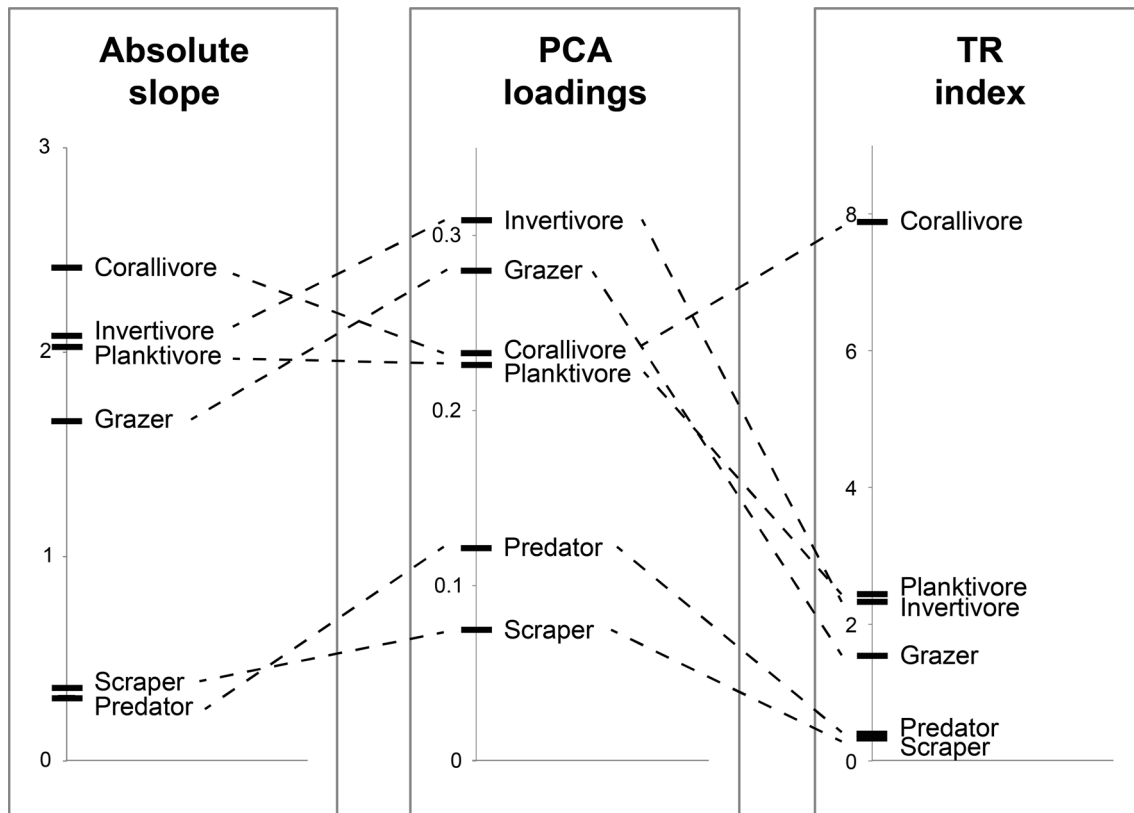 Absolute
slope
3
Corallivore
Invertivore
2
Planktivore
Grazer
1
Scraper
Predator
0
PCA
loadings
Invertivore
0.3
Grazer
Corallivore
Planktivore
0.2
Predator
0.1
Scraper
0
TR
index
8
Corallivore
6
4
Planktivore
Invertivore
2
Grazer
Predator
Scraper
0